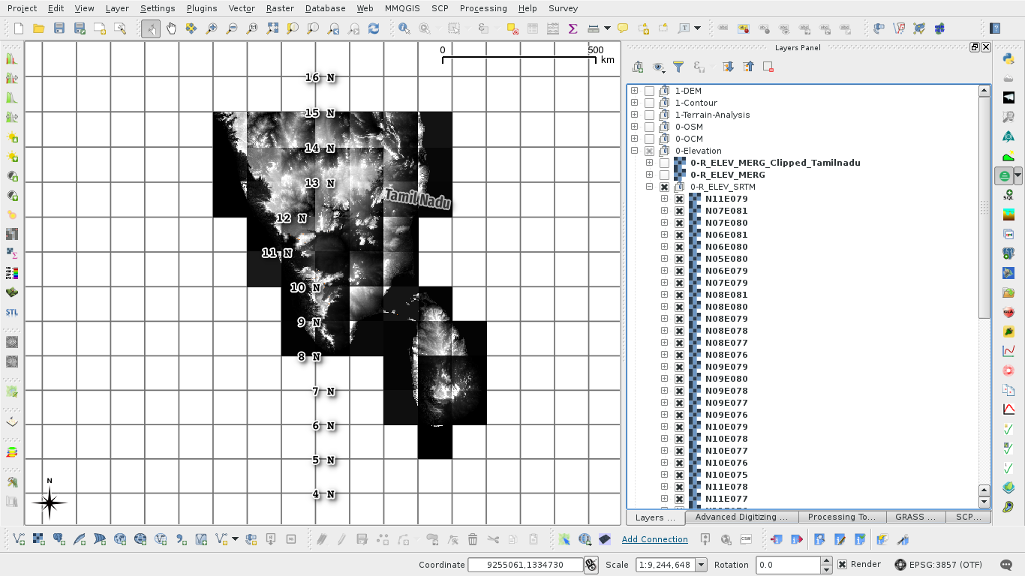 Project Edit View Layer Settings Plugins Vector Raster Database Web MMQGIS SCP Processing Help Survey
Layers Panel
0 500
km
16 N
15 N
14 N
13 N
Tamil Nadu
12 N
11 N
10 N
9 N
8 N
7 N
6 N
5 N
4 N
N
STL
1-DEM
1-Contour
1-Terrain-Analysis
0-OSM
0-OCM
0-Elevation
0-R_ELEV_MERG_Clipped_Tamilnadu
0-R_ELEV_MERG
0-R_ELEV_SRTM
N11E079
N07E081
N07E080
N06E081
N06E080
N05E080
N06E079
N07E079
N08E081
N08E080
N08E079
N08E078
N08E077
N08E076
N09E079
N09E080
N09E078
N09E077
N09E076
N10E079
N10E078
N10E077
N10E076
N10E075
N11E078
N11E077
Layers ... Advanced Digitizing ... Processing To... GRASS ... SCP...
Add Connection
CSW
Coordinate 9255061,1334730 Scale 1:9,244,648 Rotation 0.0 Render EPSG:3857 (OTF)